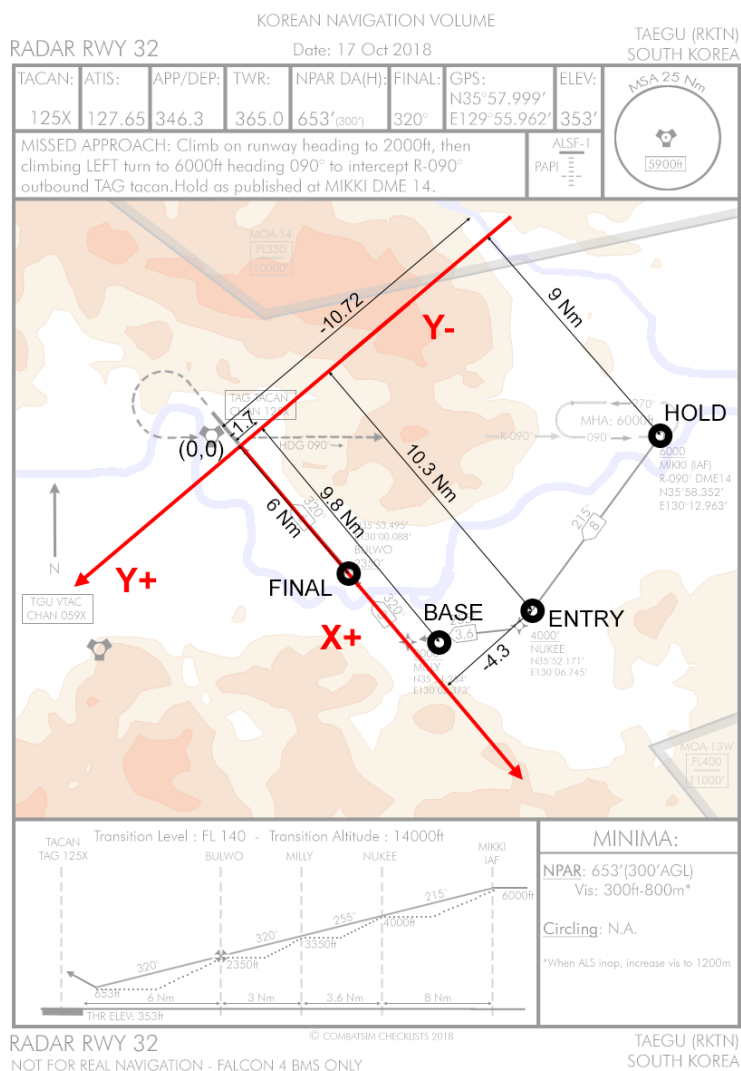 KOREAN NAVIGATION VOLUME
RADAR RWY 32
Date: 17 Oct 2018
TAEGU (RKTN)
SOUTH KOREA
TACAN:
125X
ATIS:
127.65
APP/DEP:
346.3
TWR:
365.0
NPAR DA(H):
653'(300')
FINAL:
320°
GPS:
N35°57.999'
E129°55.962'
ELEV:
353'
MSA 25 Nm
5900ft
MISSED APPROACH: Climb on runway heading to 2000ft, then
climbing LEFT turn to 6000ft heading 090° to intercept R-090°
outbound TAG tacan.Hold as published at MIKKI DME 14.
ALSF-1
PAPI
MOA-14
FL330
10000'
-10.72
9 Nm
Y-
TAG TACAN
CHAN 125X
-1.7
(0,0)
HDG 090°
R-090°
270°
MHA: 6000ft
090°
HOLD
6000
MIKKI (IAF)
R-090° DME14
N35°58.352'
E130°12.963'
10.3 Nm
9.8 Nm
6 Nm
320
215
8
N35°53.495'
E130°00.088'
BULWO
2350'
N
Y+
FINAL
BASE
ENTRY
TGU VTAC
CHAN 059X
X+
320
3.6
-4.3
4000'
NUKEE
N35°52.171'
E130°06.745'
MILLY
MOA-13W
FL400
11000'
Transition Level : FL 140 - Transition Altitude : 14000ft
TACAN
TAG 125X
BULWO
MILLY
NUKEE
MIKKI
IAF
320°
320°
255°
215°
653ft
2350ft
3350ft
4000ft
6000ft
6 Nm
3 Nm
3.6 Nm
8 Nm
THR ELEV: 353ft
MINIMA:
NPAR: 653'(300'AGL)
Vis: 300ft-800m*
Circling: N.A.
*When ALS inop, increase vis to 1200m
RADAR RWY 32
© COMBATSIM CHECKLISTS 2018
TAEGU (RKTN)
SOUTH KOREA
NOT FOR REAL NAVIGATION - FALCON 4 BMS ONLY